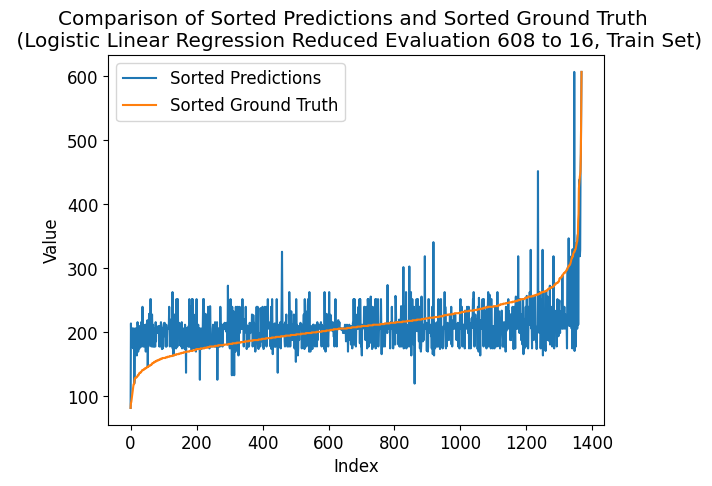 Comparison of Sorted Predictions and Sorted Ground Truth
(Logistic Linear Regression Reduced Evaluation 608 to 16, Train Set)
Sorted Predictions
Sorted Ground Truth
600
500
400
300
200
100
Value
0 200 400 600 800 1000 1200 1400
Index